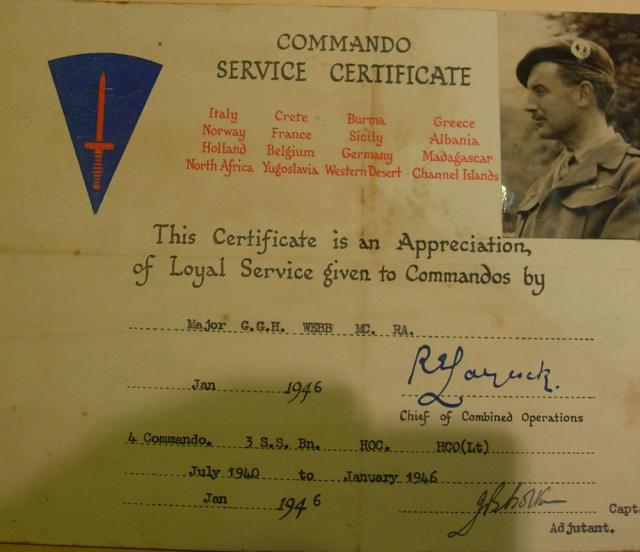 COMMANDO
SERVICE CERTIFICATE
Italy Crete Burma Greece
Norway France Sicily Albania
Holland Belgium Germany Madagascar
North Africa Yugoslavia Western Desert Channel Islands
This Certificate is an Appreciation,
of Loyal Service given to Commandos by
Major G.G.H. WEBB MC. RA.
Jan 1946
Chief of Combined Operations
4 Commando. 3 S.S. Bn. HOC. HCO(Lt)
July 1940 to January 1946
Jan 1946
Capt
Adjutant.